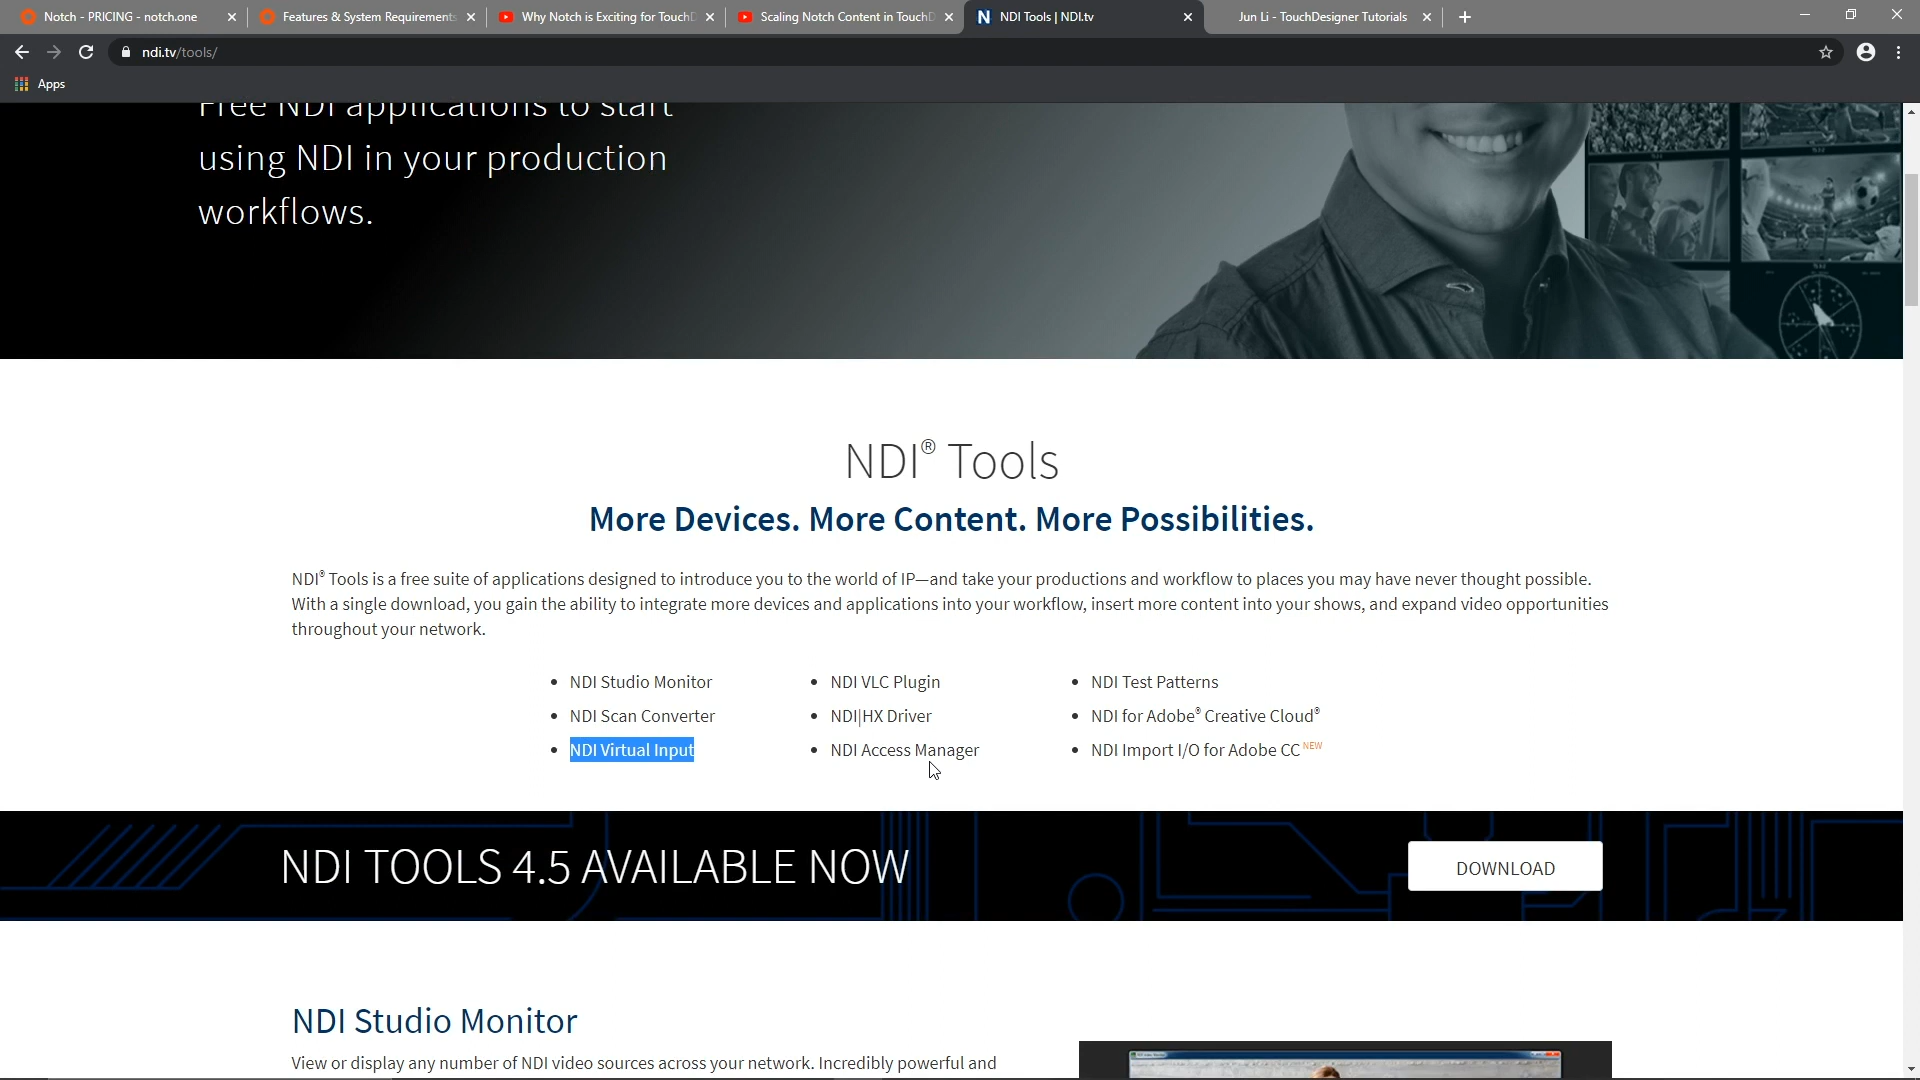 Notch - PRICING - notch.one
Features & System Requirements
Why Notch is Exciting for TouchD
Scaling Notch Content in TouchD
NDI Tools | NDI.tv
Jun Li - TouchDesigner Tutorials
ndi.tv/tools/
Apps
Free NDI applications to start
using NDI in your production
workflows.
NDI® Tools
More Devices. More Content. More Possibilities.
NDI® Tools is a free suite of applications designed to introduce you to the world of IP—and take your productions and workflow to places you may have never thought possible.
With a single download, you gain the ability to integrate more devices and applications into your workflow, insert more content into your shows, and expand video opportunities
throughout your network.
• NDI Studio Monitor
• NDI Scan Converter
• NDI Virtual Input
• NDI VLC Plugin
• NDI|HX Driver
• NDI Access Manager
• NDI Test Patterns
• NDI for Adobe® Creative Cloud®
• NDI Import I/O for Adobe CC NEW
NDI TOOLS 4.5 AVAILABLE NOW
DOWNLOAD
NDI Studio Monitor
View or display any number of NDI video sources across your network. Incredibly powerful and